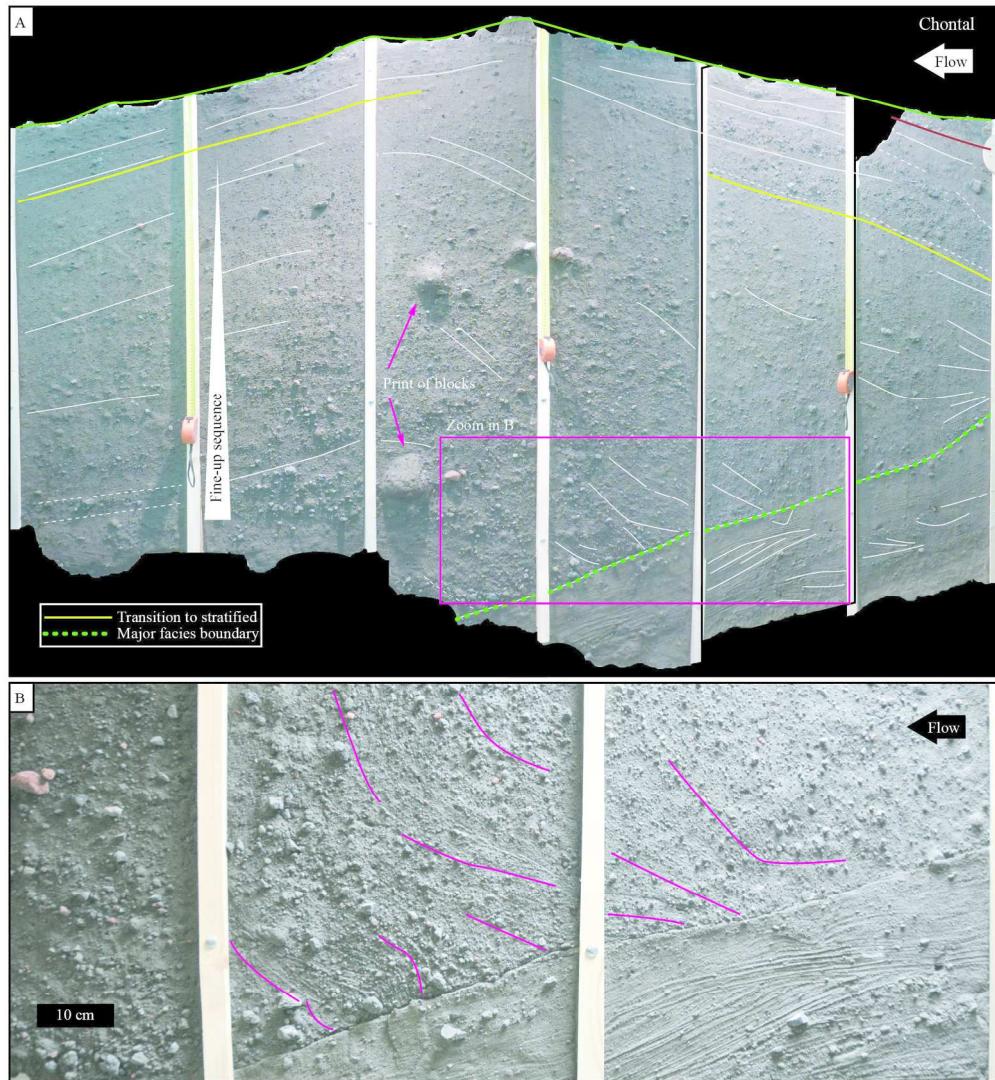 A
Chontal
Flow
Print of blocks
Zoom in B
Fine-up sequence
Transition to stratified
Major facies boundary
B
Flow
10 cm